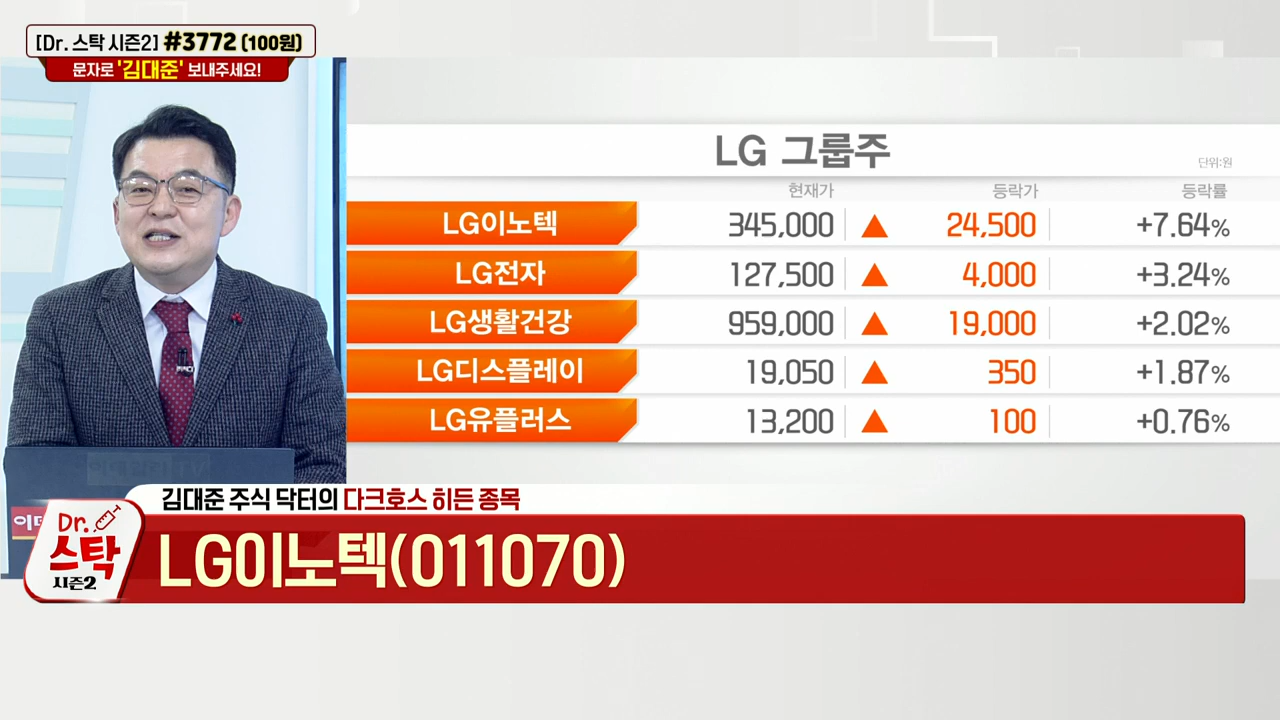 [Dr. 스탁 시즌2] #3772 (100원)
문자로 '김대준' 보내주세요!
LG 그룹주
단위:원
현재가 등락가 등락률
LG이노텍 345,000 ▲ 24,500 +7.64%
LG전자 127,500 ▲ 4,000 +3.24%
LG생활건강 959,000 ▲ 19,000 +2.02%
LG디스플레이 19,050 ▲ 350 +1.87%
LG유플러스 13,200 ▲ 100 +0.76%
김대준 주식 닥터의 다크호스 히든 종목
Dr.
스탁
시즌2
LG이노텍(011070)